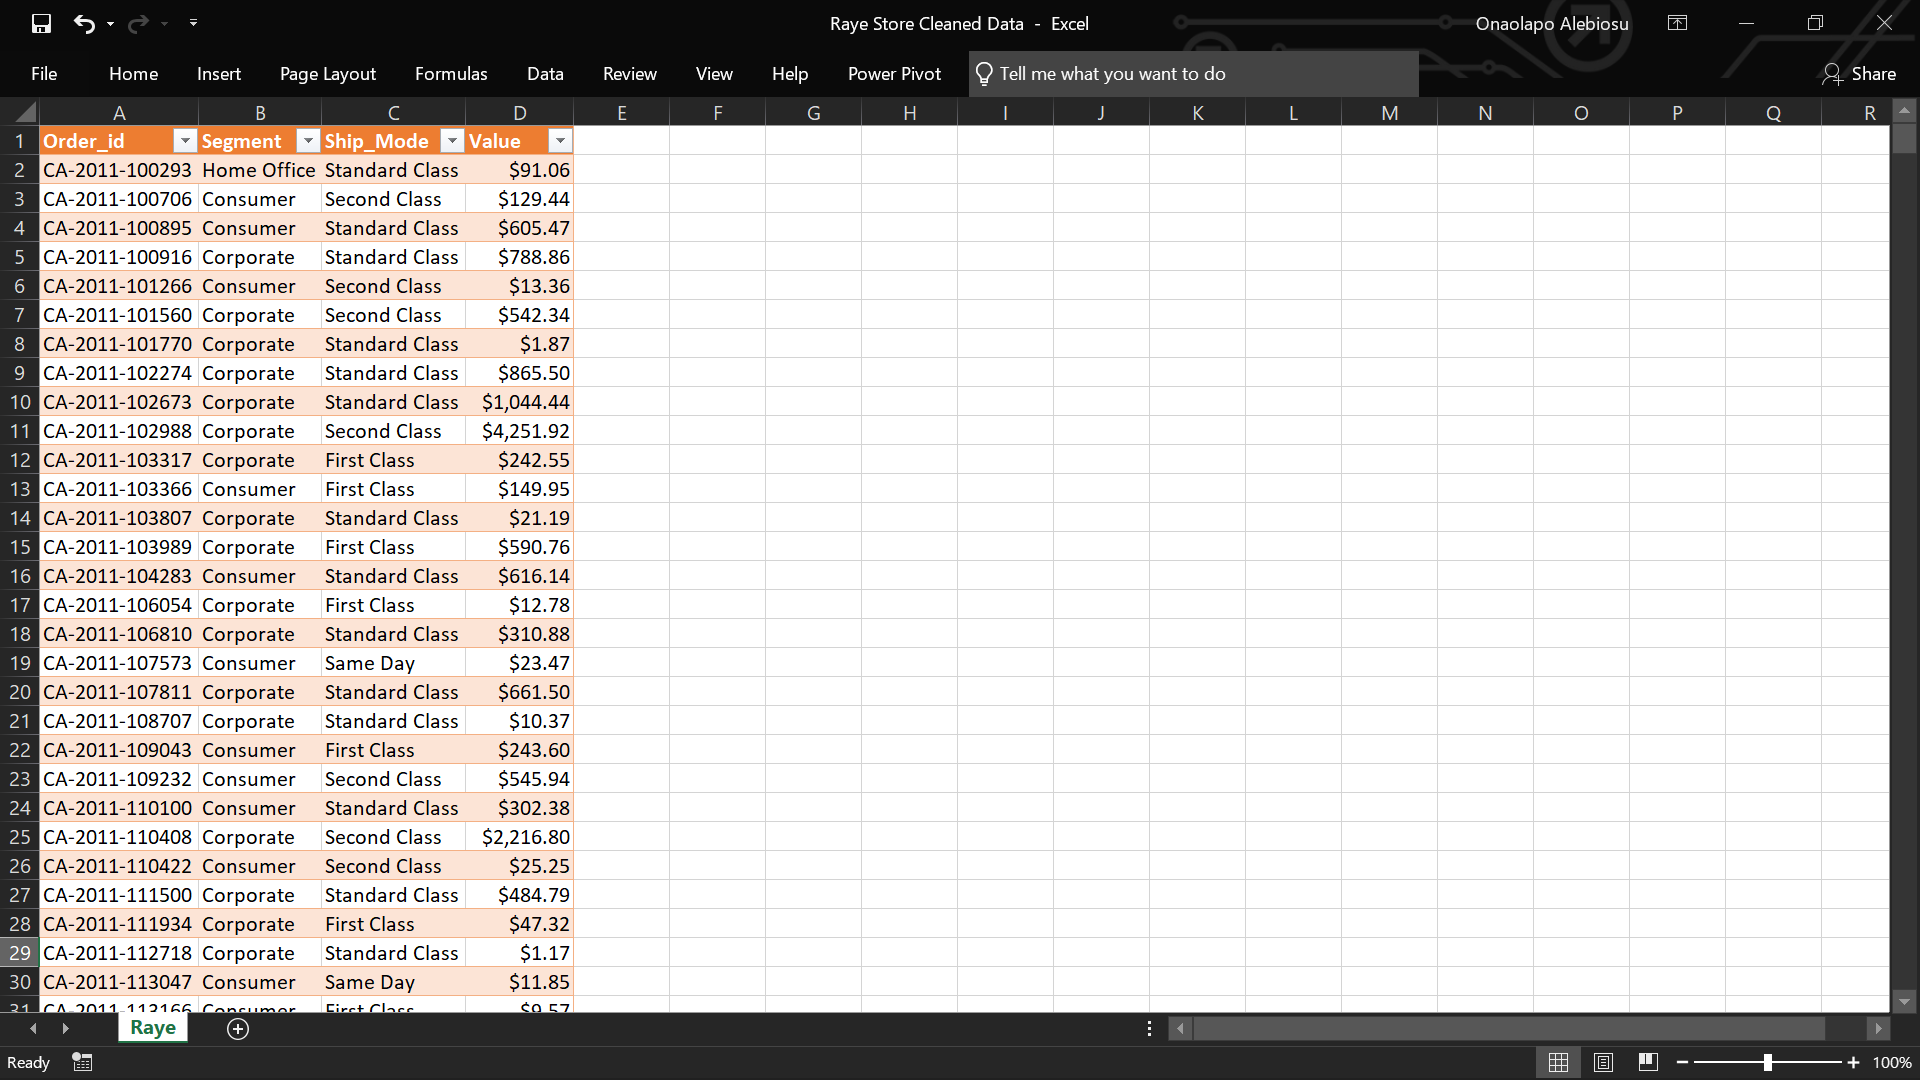 Raye Store Cleaned Data - Excel
Onaolapo Alebiosu
File Home Insert Page Layout Formulas Data Review View Help Power Pivot Tell me what you want to do Share
A B C D E F G H I J K L M N O P Q R
1 Order_id Segment Ship_Mode Value
2 CA-2011-100293 Home Office Standard Class $91.06
3 CA-2011-100706 Consumer Second Class $129.44
4 CA-2011-100895 Consumer Standard Class $605.47
5 CA-2011-100916 Corporate Standard Class $788.86
6 CA-2011-101266 Consumer Second Class $13.36
7 CA-2011-101560 Corporate Second Class $542.34
8 CA-2011-101770 Corporate Standard Class $1.87
9 CA-2011-102274 Corporate Standard Class $865.50
10 CA-2011-102673 Corporate Standard Class $1,044.44
11 CA-2011-102988 Corporate Second Class $4,251.92
12 CA-2011-103317 Corporate First Class $242.55
13 CA-2011-103366 Consumer First Class $149.95
14 CA-2011-103807 Corporate Standard Class $21.19
15 CA-2011-103989 Corporate First Class $590.76
16 CA-2011-104283 Consumer Standard Class $616.14
17 CA-2011-106054 Corporate First Class $12.78
18 CA-2011-106810 Corporate Standard Class $310.88
19 CA-2011-107573 Consumer Same Day $23.47
20 CA-2011-107811 Corporate Standard Class $661.50
21 CA-2011-108707 Corporate Standard Class $10.37
22 CA-2011-109043 Consumer First Class $243.60
23 CA-2011-109232 Consumer Second Class $545.94
24 CA-2011-110100 Consumer Standard Class $302.38
25 CA-2011-110408 Corporate Second Class $2,216.80
26 CA-2011-110422 Consumer Second Class $25.25
27 CA-2011-111500 Corporate Standard Class $484.79
28 CA-2011-111934 Corporate First Class $47.32
29 CA-2011-112718 Corporate Standard Class $1.17
30 CA-2011-113047 Consumer Same Day $11.85
31 CA-2011-113166 Consumer First Class $9.57
Raye
Ready 100%